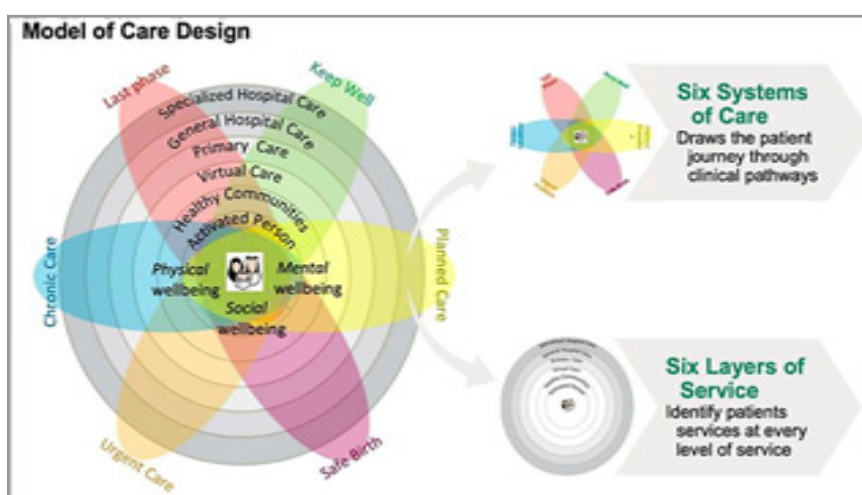 Model of Care Design
Last phase
Keep Well
Specialized Hospital Care
General Hospital Care
Primary Care
Virtual Care
Healthy Communities
Activated Person
Physical
wellbeing
Mental
wellbeing
Social
wellbeing
Chronic Care
Planned Care
Urgent Care
Safe Birth
Six Systems
of Care
Draws the patient
journey through
clinical pathways
Six Layers of
Service
Identify patients
services at every
level of service